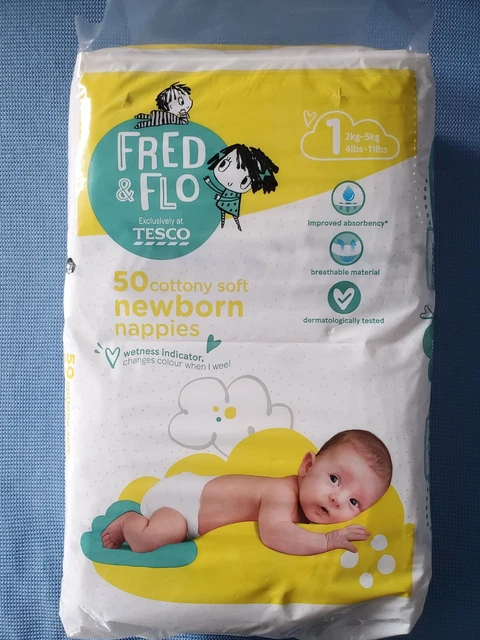 FRED
& FLO
Exclusively at
TESCO
1
2kg-5kg
4lbs-11lbs
improved absorbency*
breathable material
dermatologically tested
50 cottony soft
newborn
nappies
wetness indicator,
changes colour when I wee!
50